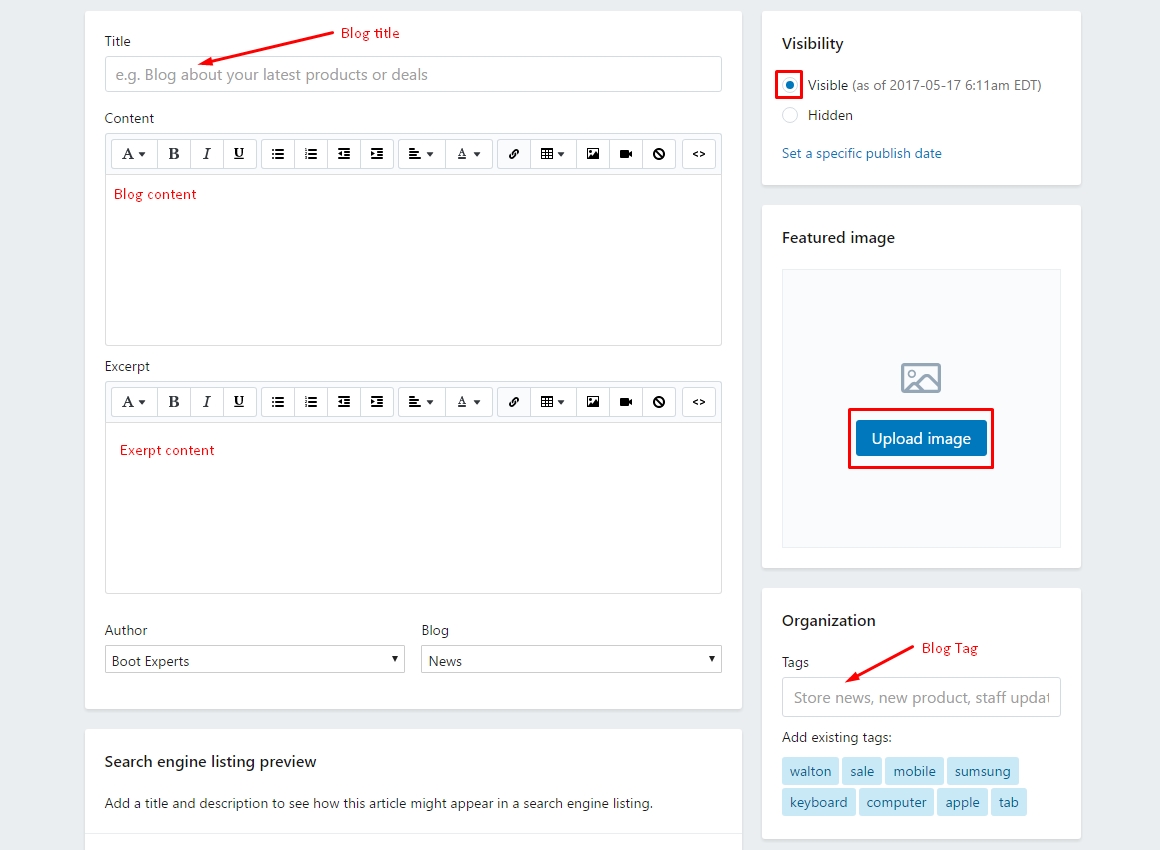 Title
Blog title
e.g. Blog about your latest products or deals
Content
A B I U A <>
Blog content
Excerpt
A B I U A <>
Exerpt content
Author
Boot Experts
Blog
News
Search engine listing preview
Add a title and description to see how this article might appear in a search engine listing.
Visibility
Visible (as of 2017-05-17 6:11am EDT)
Hidden
Set a specific publish date
Featured image
Upload image
Organization
Blog Tag
Tags
Store news, new product, staff updat
Add existing tags:
walton sale mobile sumsung
keyboard computer apple tab